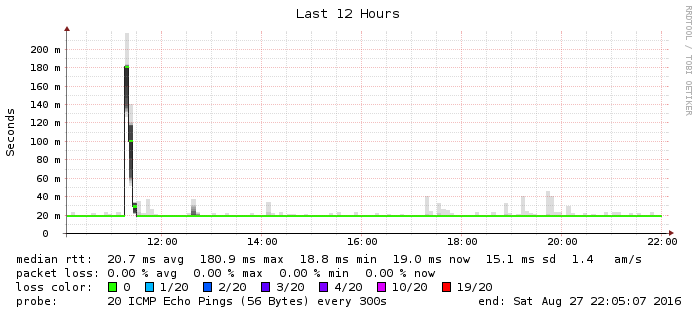 Last 12 Hours
RRDTOOL / TOBI OETIKER
Seconds
200 m
180 m
160 m
140 m
120 m
100 m
80 m
60 m
40 m
20 m
0
12:00 14:00 16:00 18:00 20:00 22:00
median rtt: 20.7 ms avg 180.9 ms max 18.8 ms min 19.0 ms now 15.1 ms sd 1.4 am/s
packet loss: 0.00 % avg 0.00 % max 0.00 % min 0.00 % now
loss color: 0 1/20 2/20 3/20 4/20 10/20 19/20
probe: 20 ICMP Echo Pings (56 Bytes) every 300s end: Sat Aug 27 22:05:07 2016